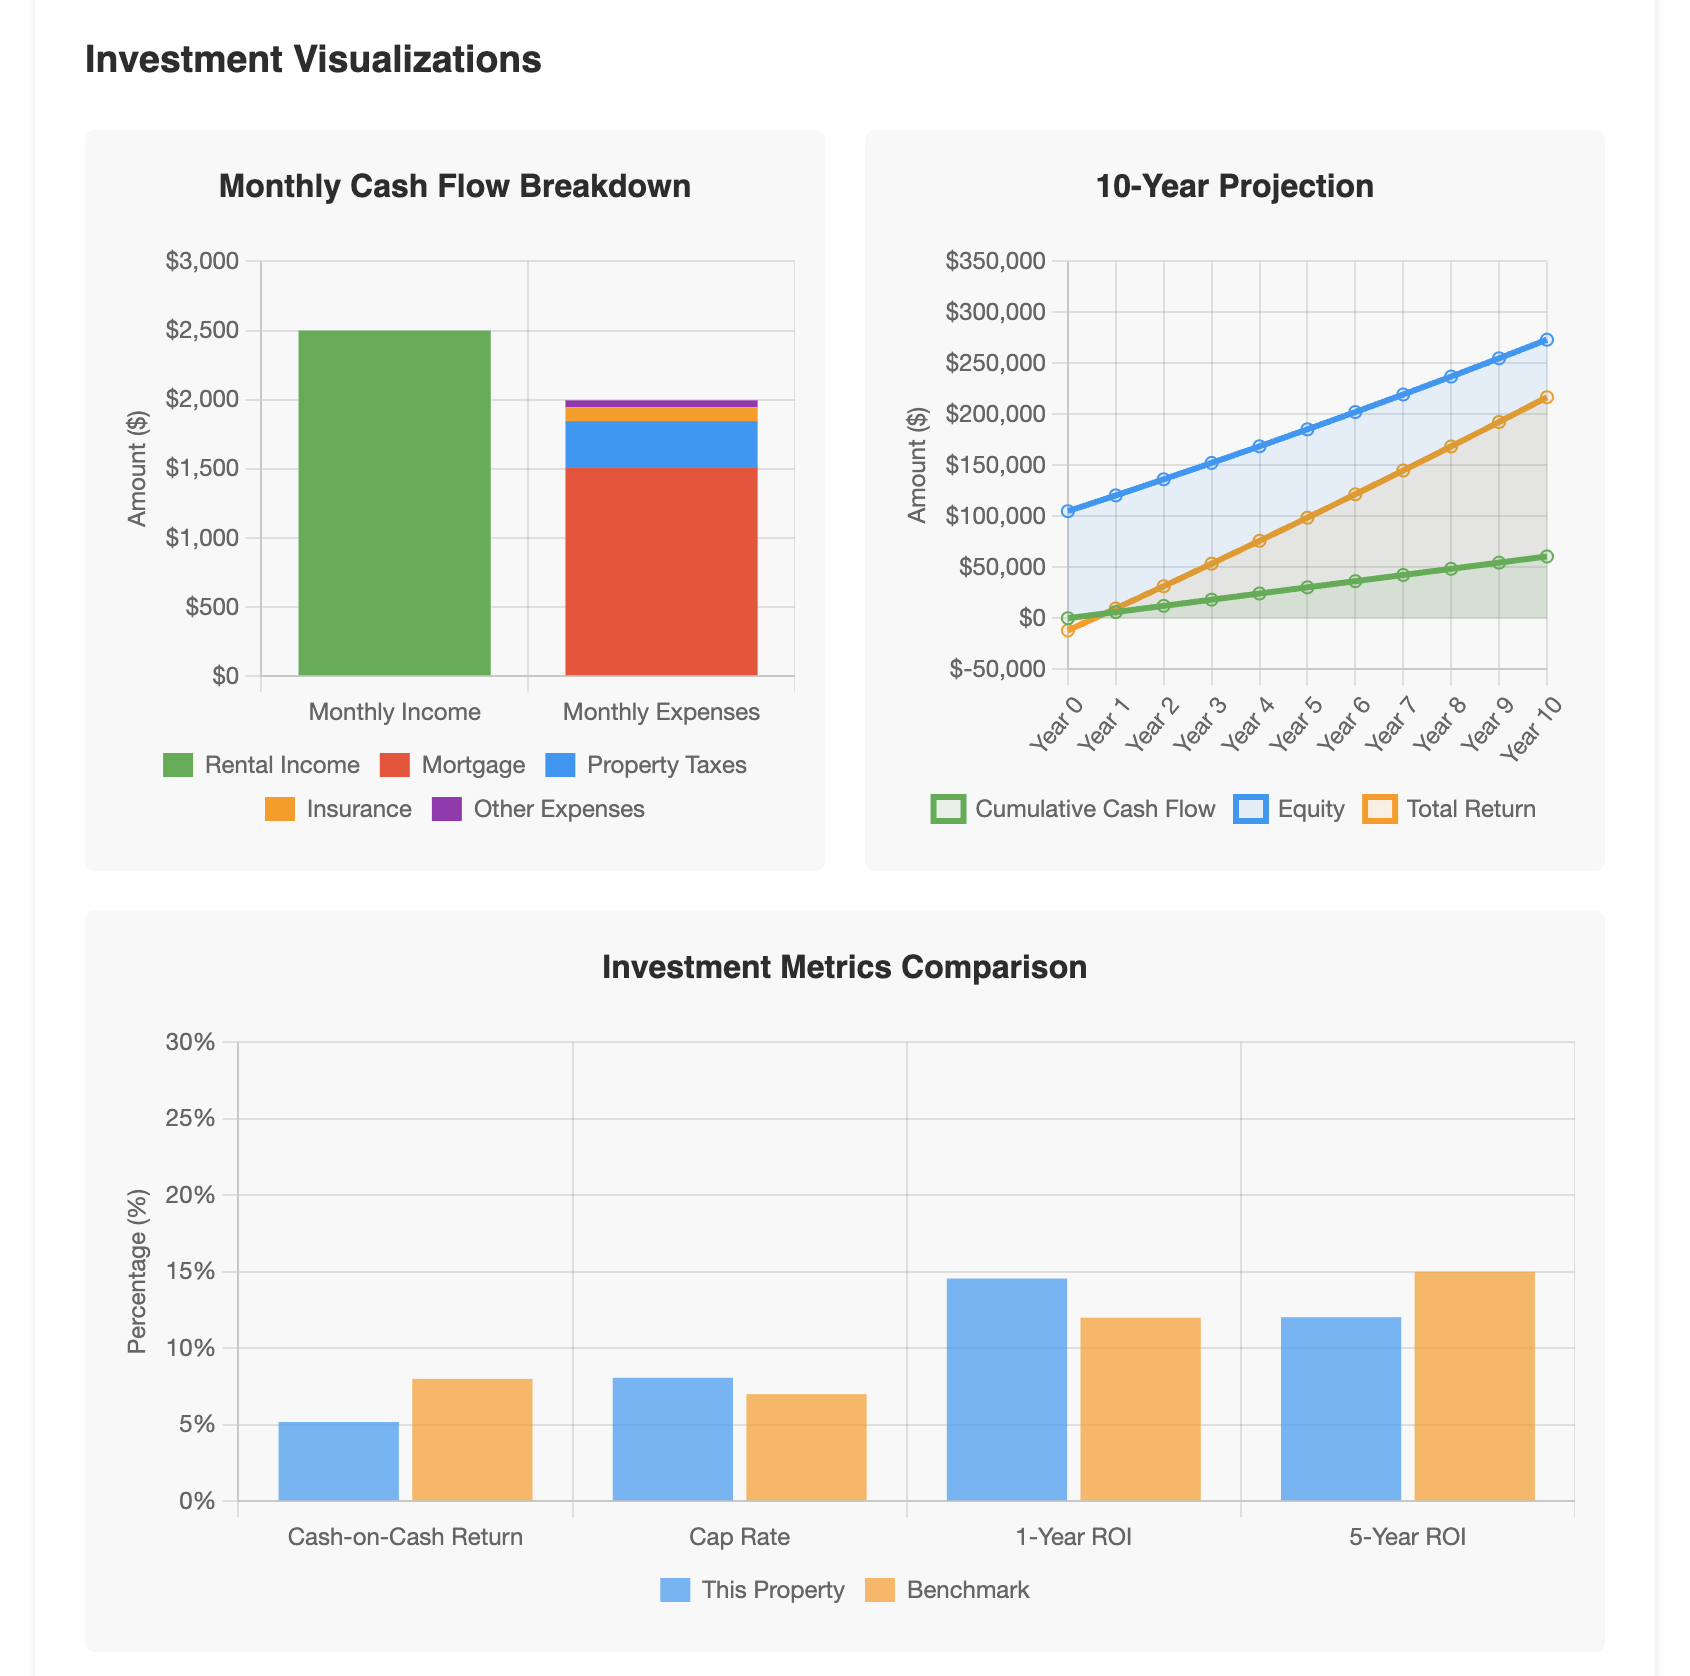 Investment Visualizations
Monthly Cash Flow Breakdown
$3,000
$2,500
$2,000
$1,500
$1,000
$500
$0
Amount ($)
Monthly Income
Monthly Expenses
Rental Income
Mortgage
Property Taxes
Insurance
Other Expenses
10-Year Projection
$350,000
$300,000
$250,000
$200,000
$150,000
$100,000
$50,000
$0
$-50,000
Amount ($)
Year 0
Year 1
Year 2
Year 3
Year 4
Year 5
Year 6
Year 7
Year 8
Year 9
Year 10
Cumulative Cash Flow
Equity
Total Return
Investment Metrics Comparison
30%
25%
20%
15%
10%
5%
0%
Percentage (%)
Cash-on-Cash Return
Cap Rate
1-Year ROI
5-Year ROI
This Property
Benchmark